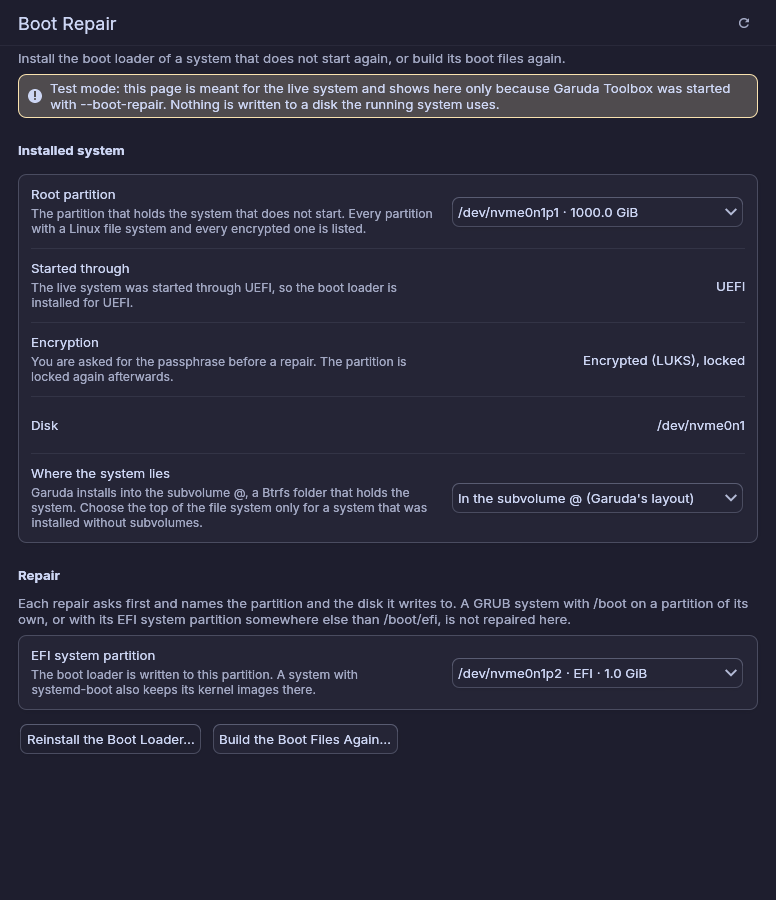 Boot Repair
Install the boot loader of a system that does not start again, or build its boot files again.
Test mode: this page is meant for the live system and shows here only because Garuda Toolbox was started
with --boot-repair. Nothing is written to a disk the running system uses.
Installed system
Root partition
The partition that holds the system that does not start. Every partition
with a Linux file system and every encrypted one is listed.
/dev/nvme0n1p1 · 1000.0 GiB
Started through
The live system was started through UEFI, so the boot loader is
installed for UEFI.
UEFI
Encryption
You are asked for the passphrase before a repair. The partition is
locked again afterwards.
Encrypted (LUKS), locked
Disk
/dev/nvme0n1
Where the system lies
Garuda installs into the subvolume @, a Btrfs folder that holds the
system. Choose the top of the file system only for a system that was
installed without subvolumes.
In the subvolume @ (Garuda's layout)
Repair
Each repair asks first and names the partition and the disk it writes to. A GRUB system with /boot on a partition of its
own, or with its EFI system partition somewhere else than /boot/efi, is not repaired here.
EFI system partition
The boot loader is written to this partition. A system with
systemd-boot also keeps its kernel images there.
/dev/nvme0n1p2 · EFI · 1.0 GiB
Reinstall the Boot Loader...
Build the Boot Files Again...